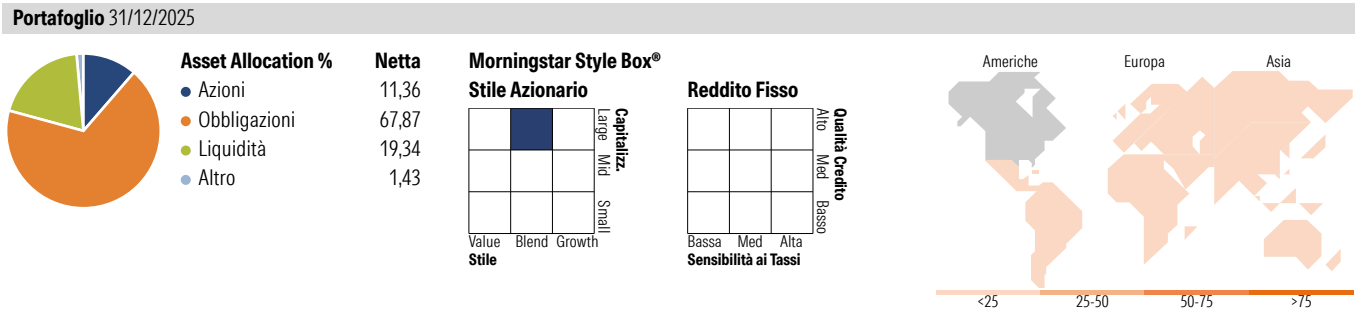 Portafoglio 31/12/2025
Asset Allocation % Netta
Azioni 11,36
Obbligazioni 67,87
Liquidità 19,34
Altro 1,43
Morningstar Style Box®
Stile Azionario
Large Mid Small
Capitalizz.
Value Blend Growth
Stile
Reddito Fisso
Alto Med Basso
Qualità Credito
Bassa Med Alta
Sensibilità ai Tassi
Americhe Europa Asia
<25 25-50 50-75 >75